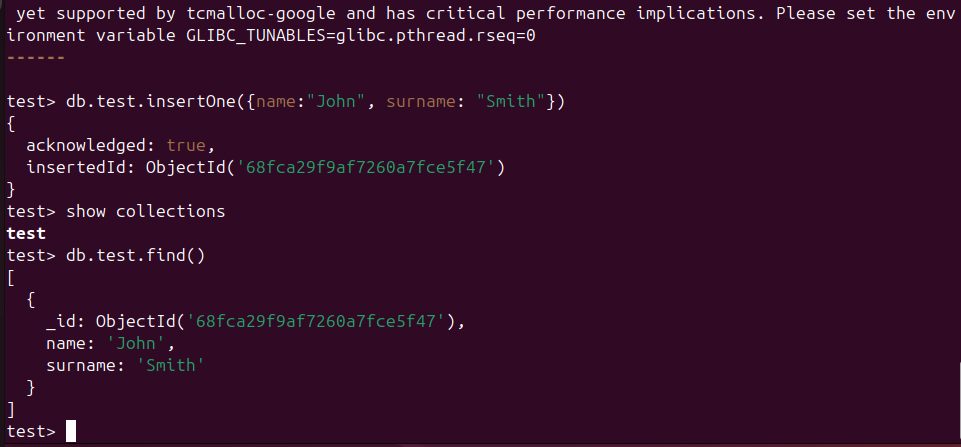 yet supported by tcmalloc-google and has critical performance implications. Please set the env
ironment variable GLIBC_TUNABLES=glibc.pthread.rseq=0
------
test> db.test.insertOne({name:"John", surname: "Smith"})
{
  acknowledged: true,
  insertedId: ObjectId('68fca29f9af7260a7fce5f47')
}
test> show collections
test
test> db.test.find()
[
  {
    _id: ObjectId('68fca29f9af7260a7fce5f47'),
    name: 'John',
    surname: 'Smith'
  }
]
test>